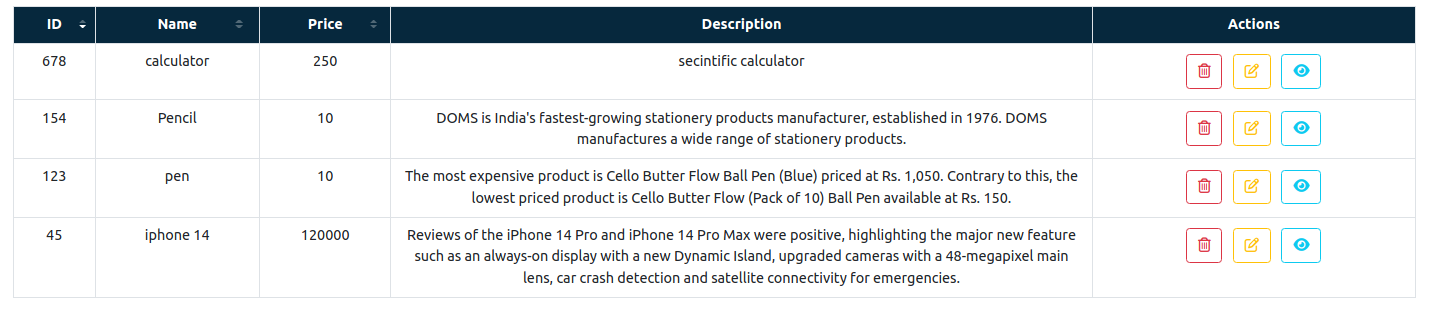 ID Name Price Description Actions
678 calculator 250 secintific calculator
154 Pencil 10 DOMS is India's fastest-growing stationery products manufacturer, established in 1976. DOMS
manufactures a wide range of stationery products.
123 pen 10 The most expensive product is Cello Butter Flow Ball Pen (Blue) priced at Rs. 1,050. Contrary to this, the
lowest priced product is Cello Butter Flow (Pack of 10) Ball Pen available at Rs. 150.
45 iphone 14 120000 Reviews of the iPhone 14 Pro and iPhone 14 Pro Max were positive, highlighting the major new feature
such as an always-on display with a new Dynamic Island, upgraded cameras with a 48-megapixel main
lens, car crash detection and satellite connectivity for emergencies.